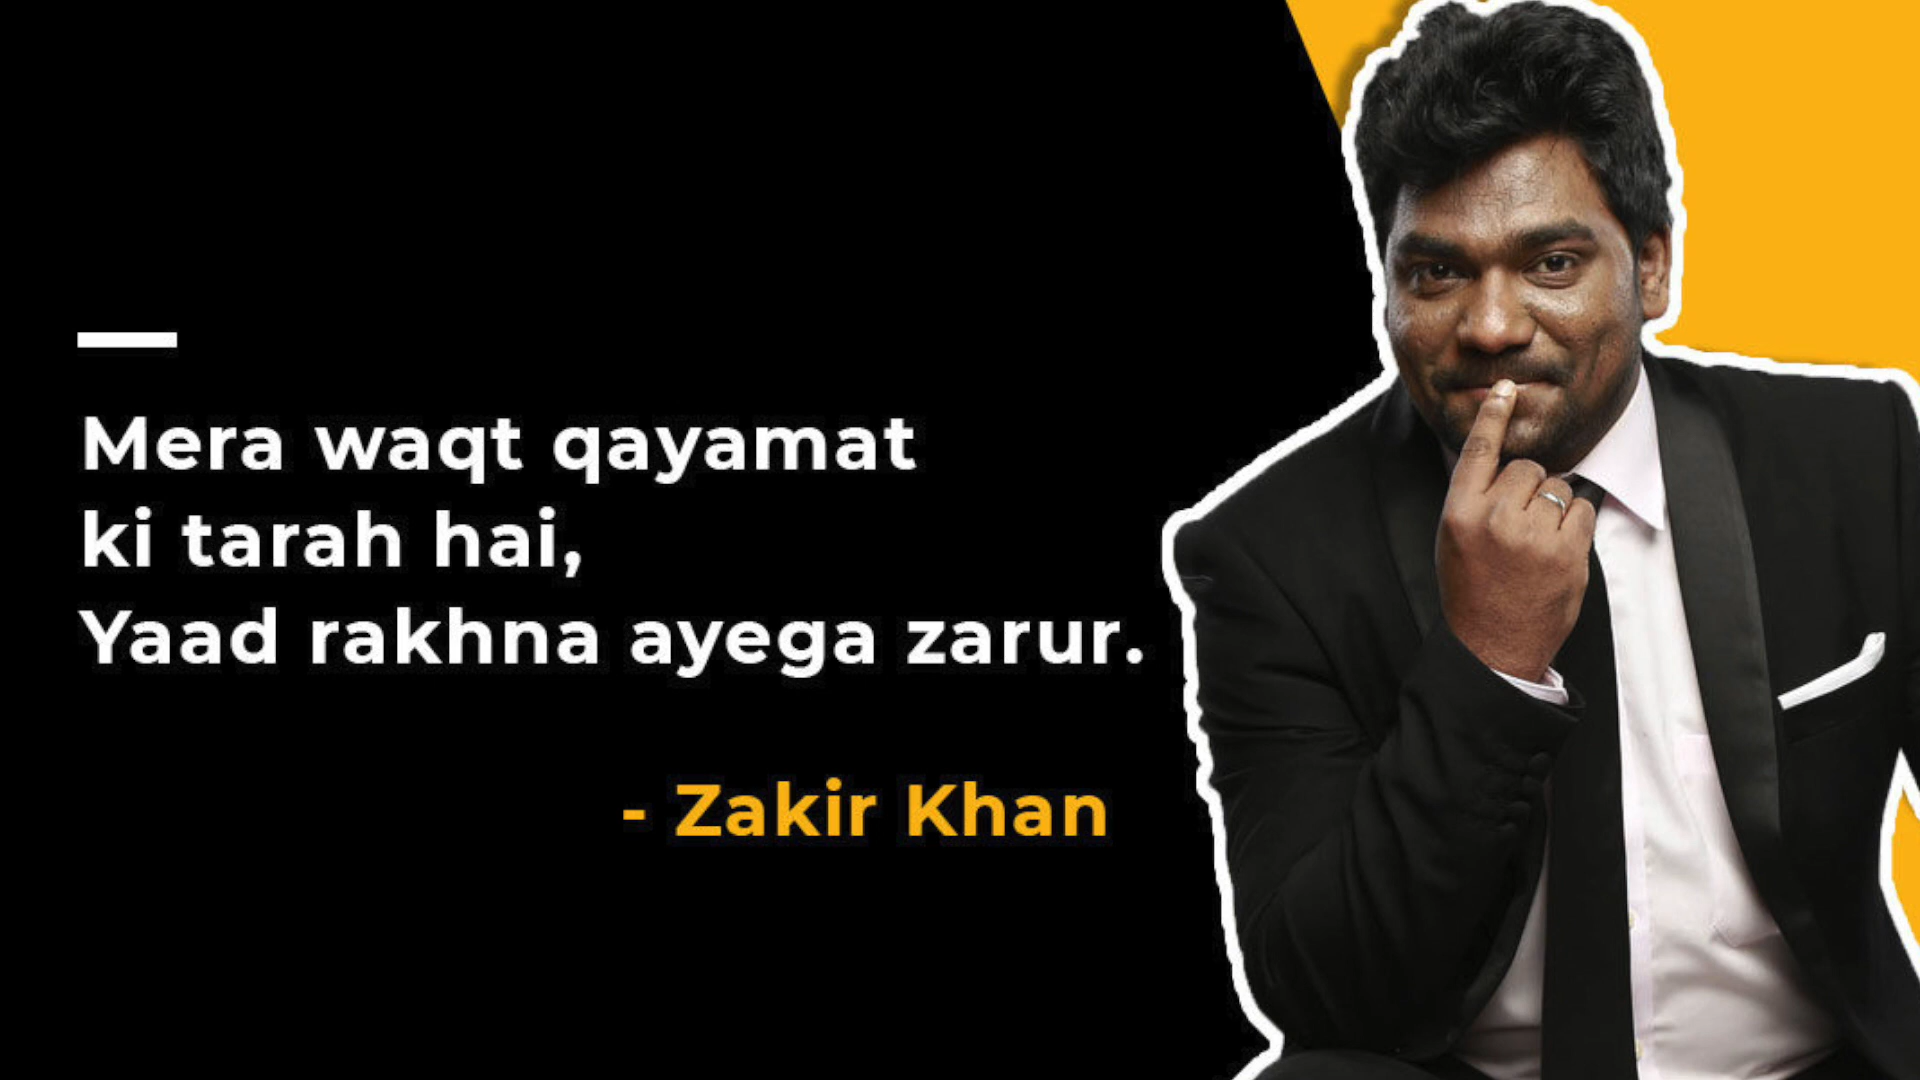 Mera waqt qayamat
ki tarah hai,
Yaad rakhna ayega zarur.
- Zakir Khan